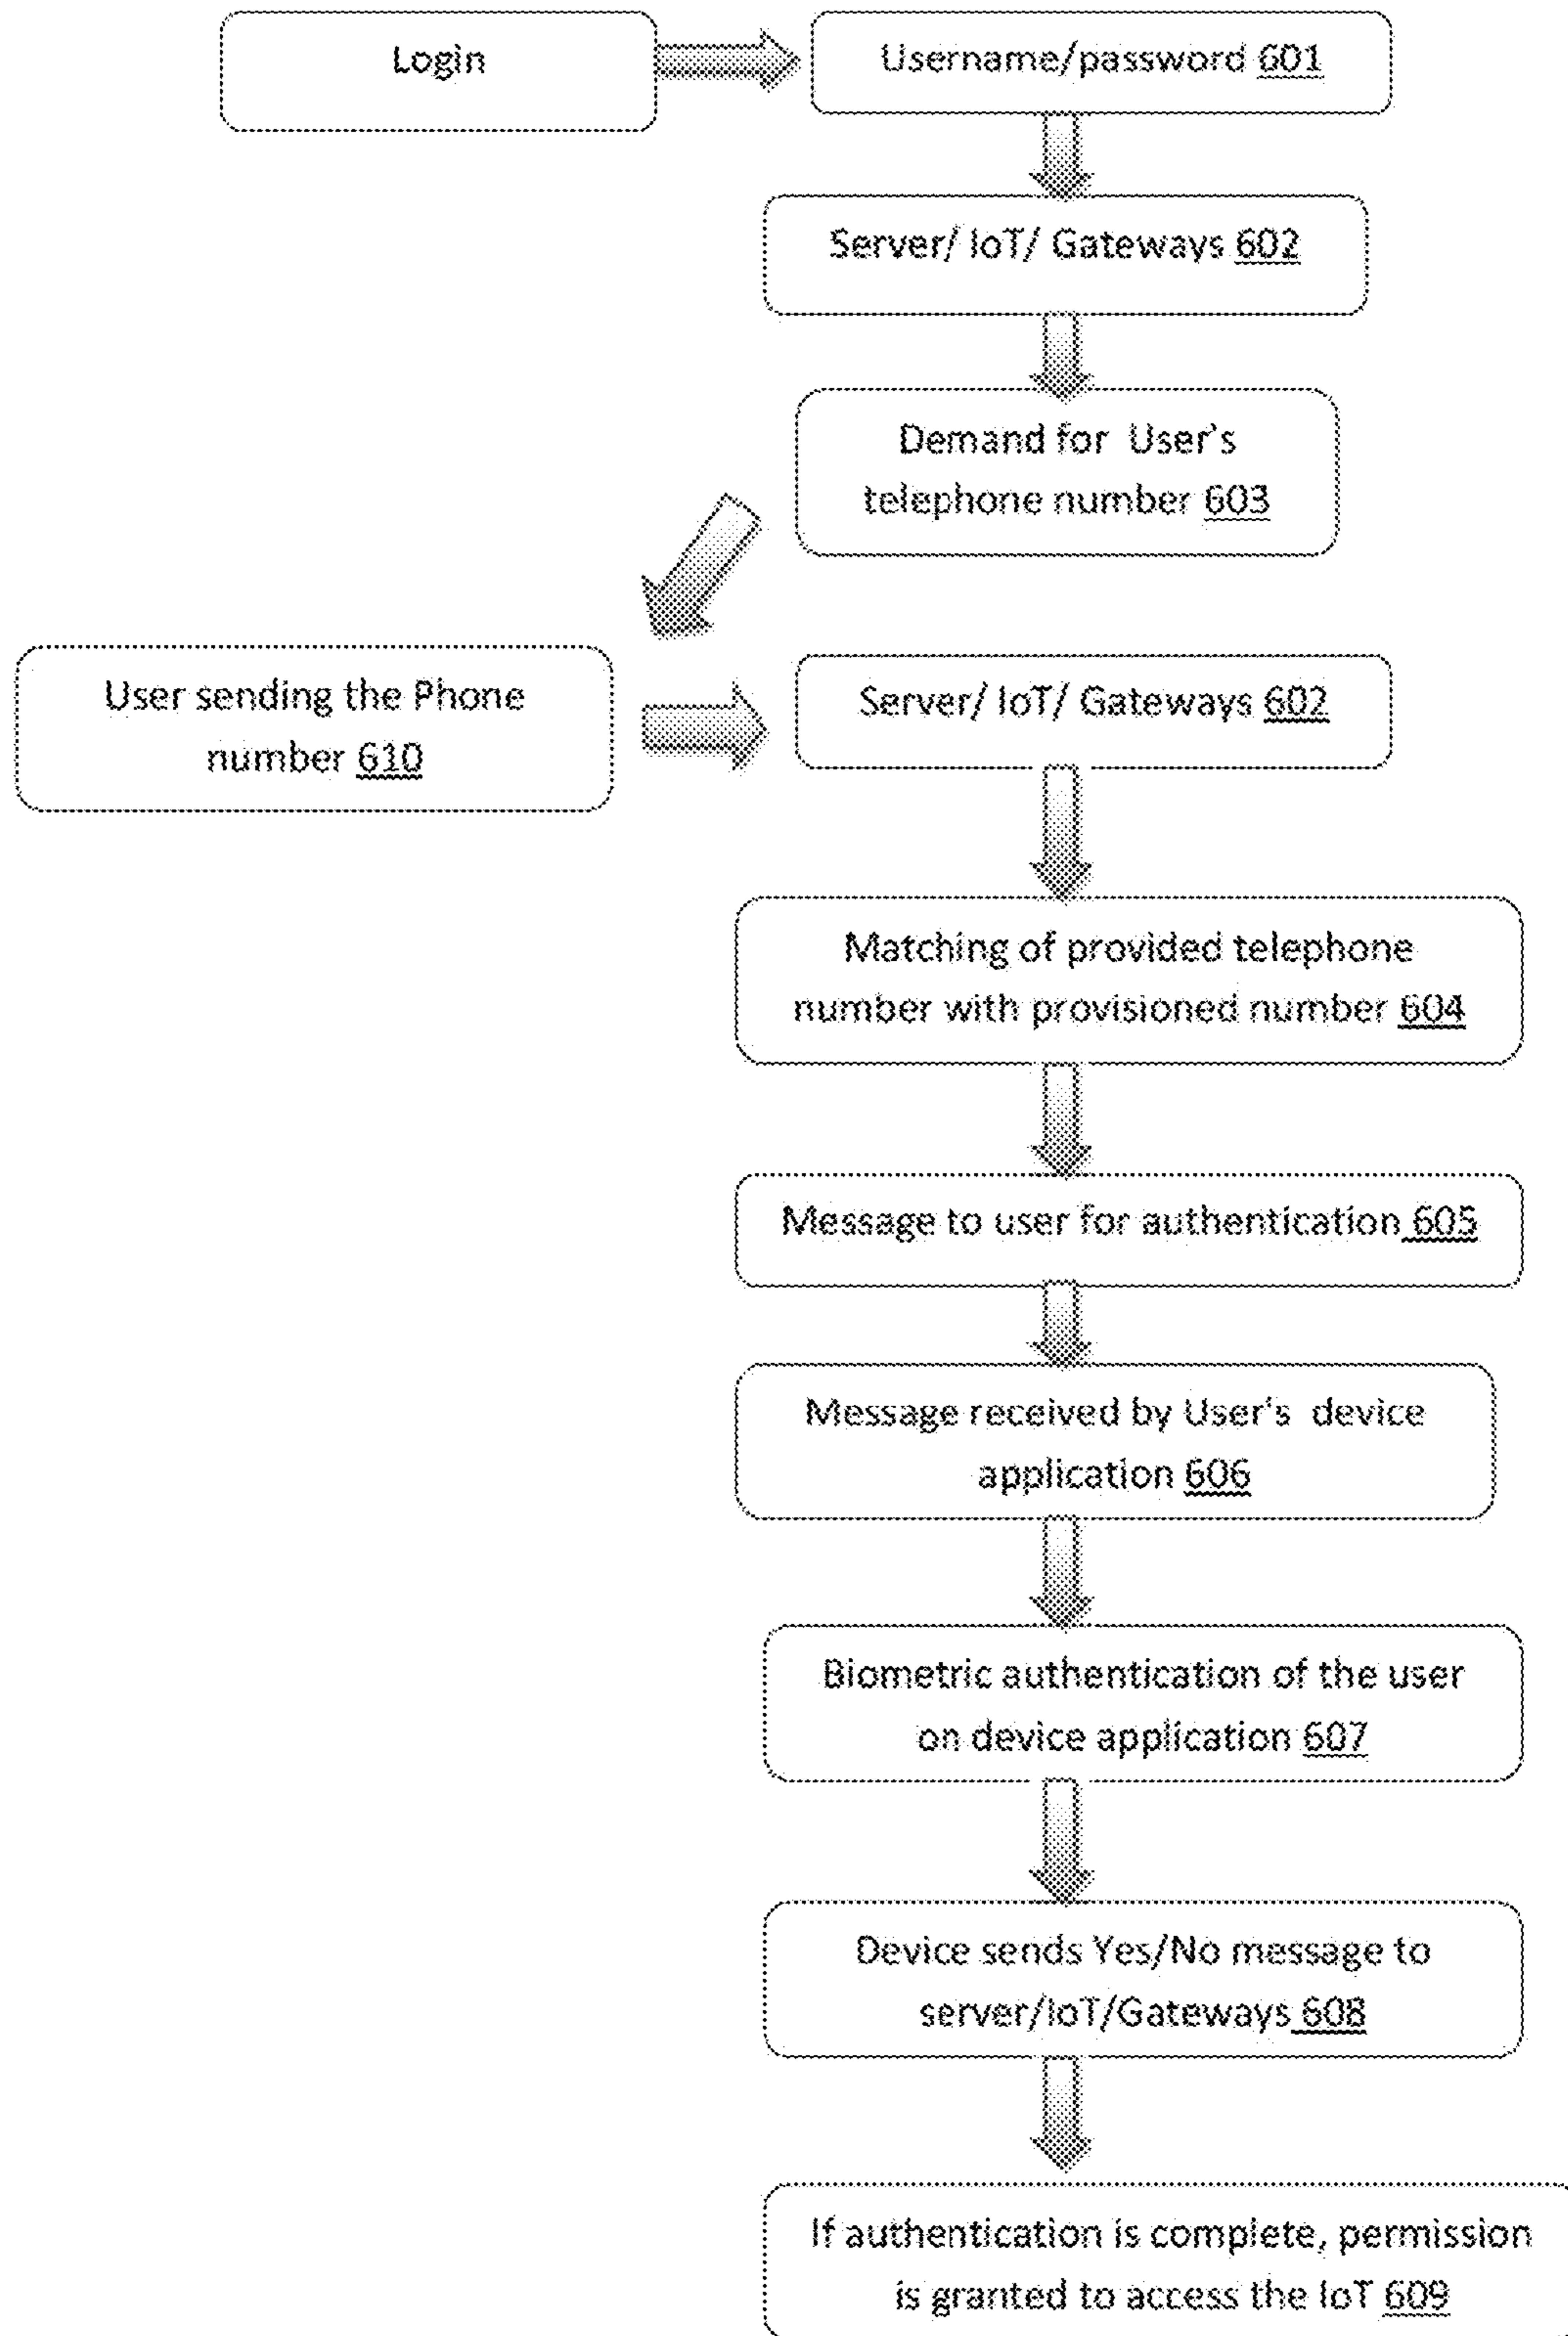 Login
Username/password 601
Server/ IoT/ Gateways 602
Demand for User's
telephone number 603
User sending the Phone
number 610
Server/ IoT/ Gateways 602
Matching of provided telephone
number with provisioned number 604
Message to user for authentication 605
Message received by User's device
application 606
Biometric authentication of the user
on device application 607
Device sends Yes/No message to
server/IoT/Gateways 608
If authentication is complete, permission
is granted to access the IoT 609